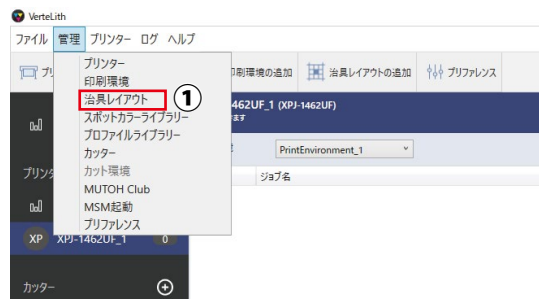 VerteLith
ファイル 管理 プリンター ログ ヘルプ
プリンター
印刷環境
治具レイアウト ①
スポットカラーライブラリー
プロファイルライブラリー
カッター
カット環境
MUTOH Club
MSM起動
プリファレンス
印刷環境の追加 治具レイアウトの追加 プリファレンス
462UF_1 (XPJ-1462UF)
ます
PrintEnvironment_1
ジョブ名
プリン
XP XPJ-1462UF_1 0
カッター